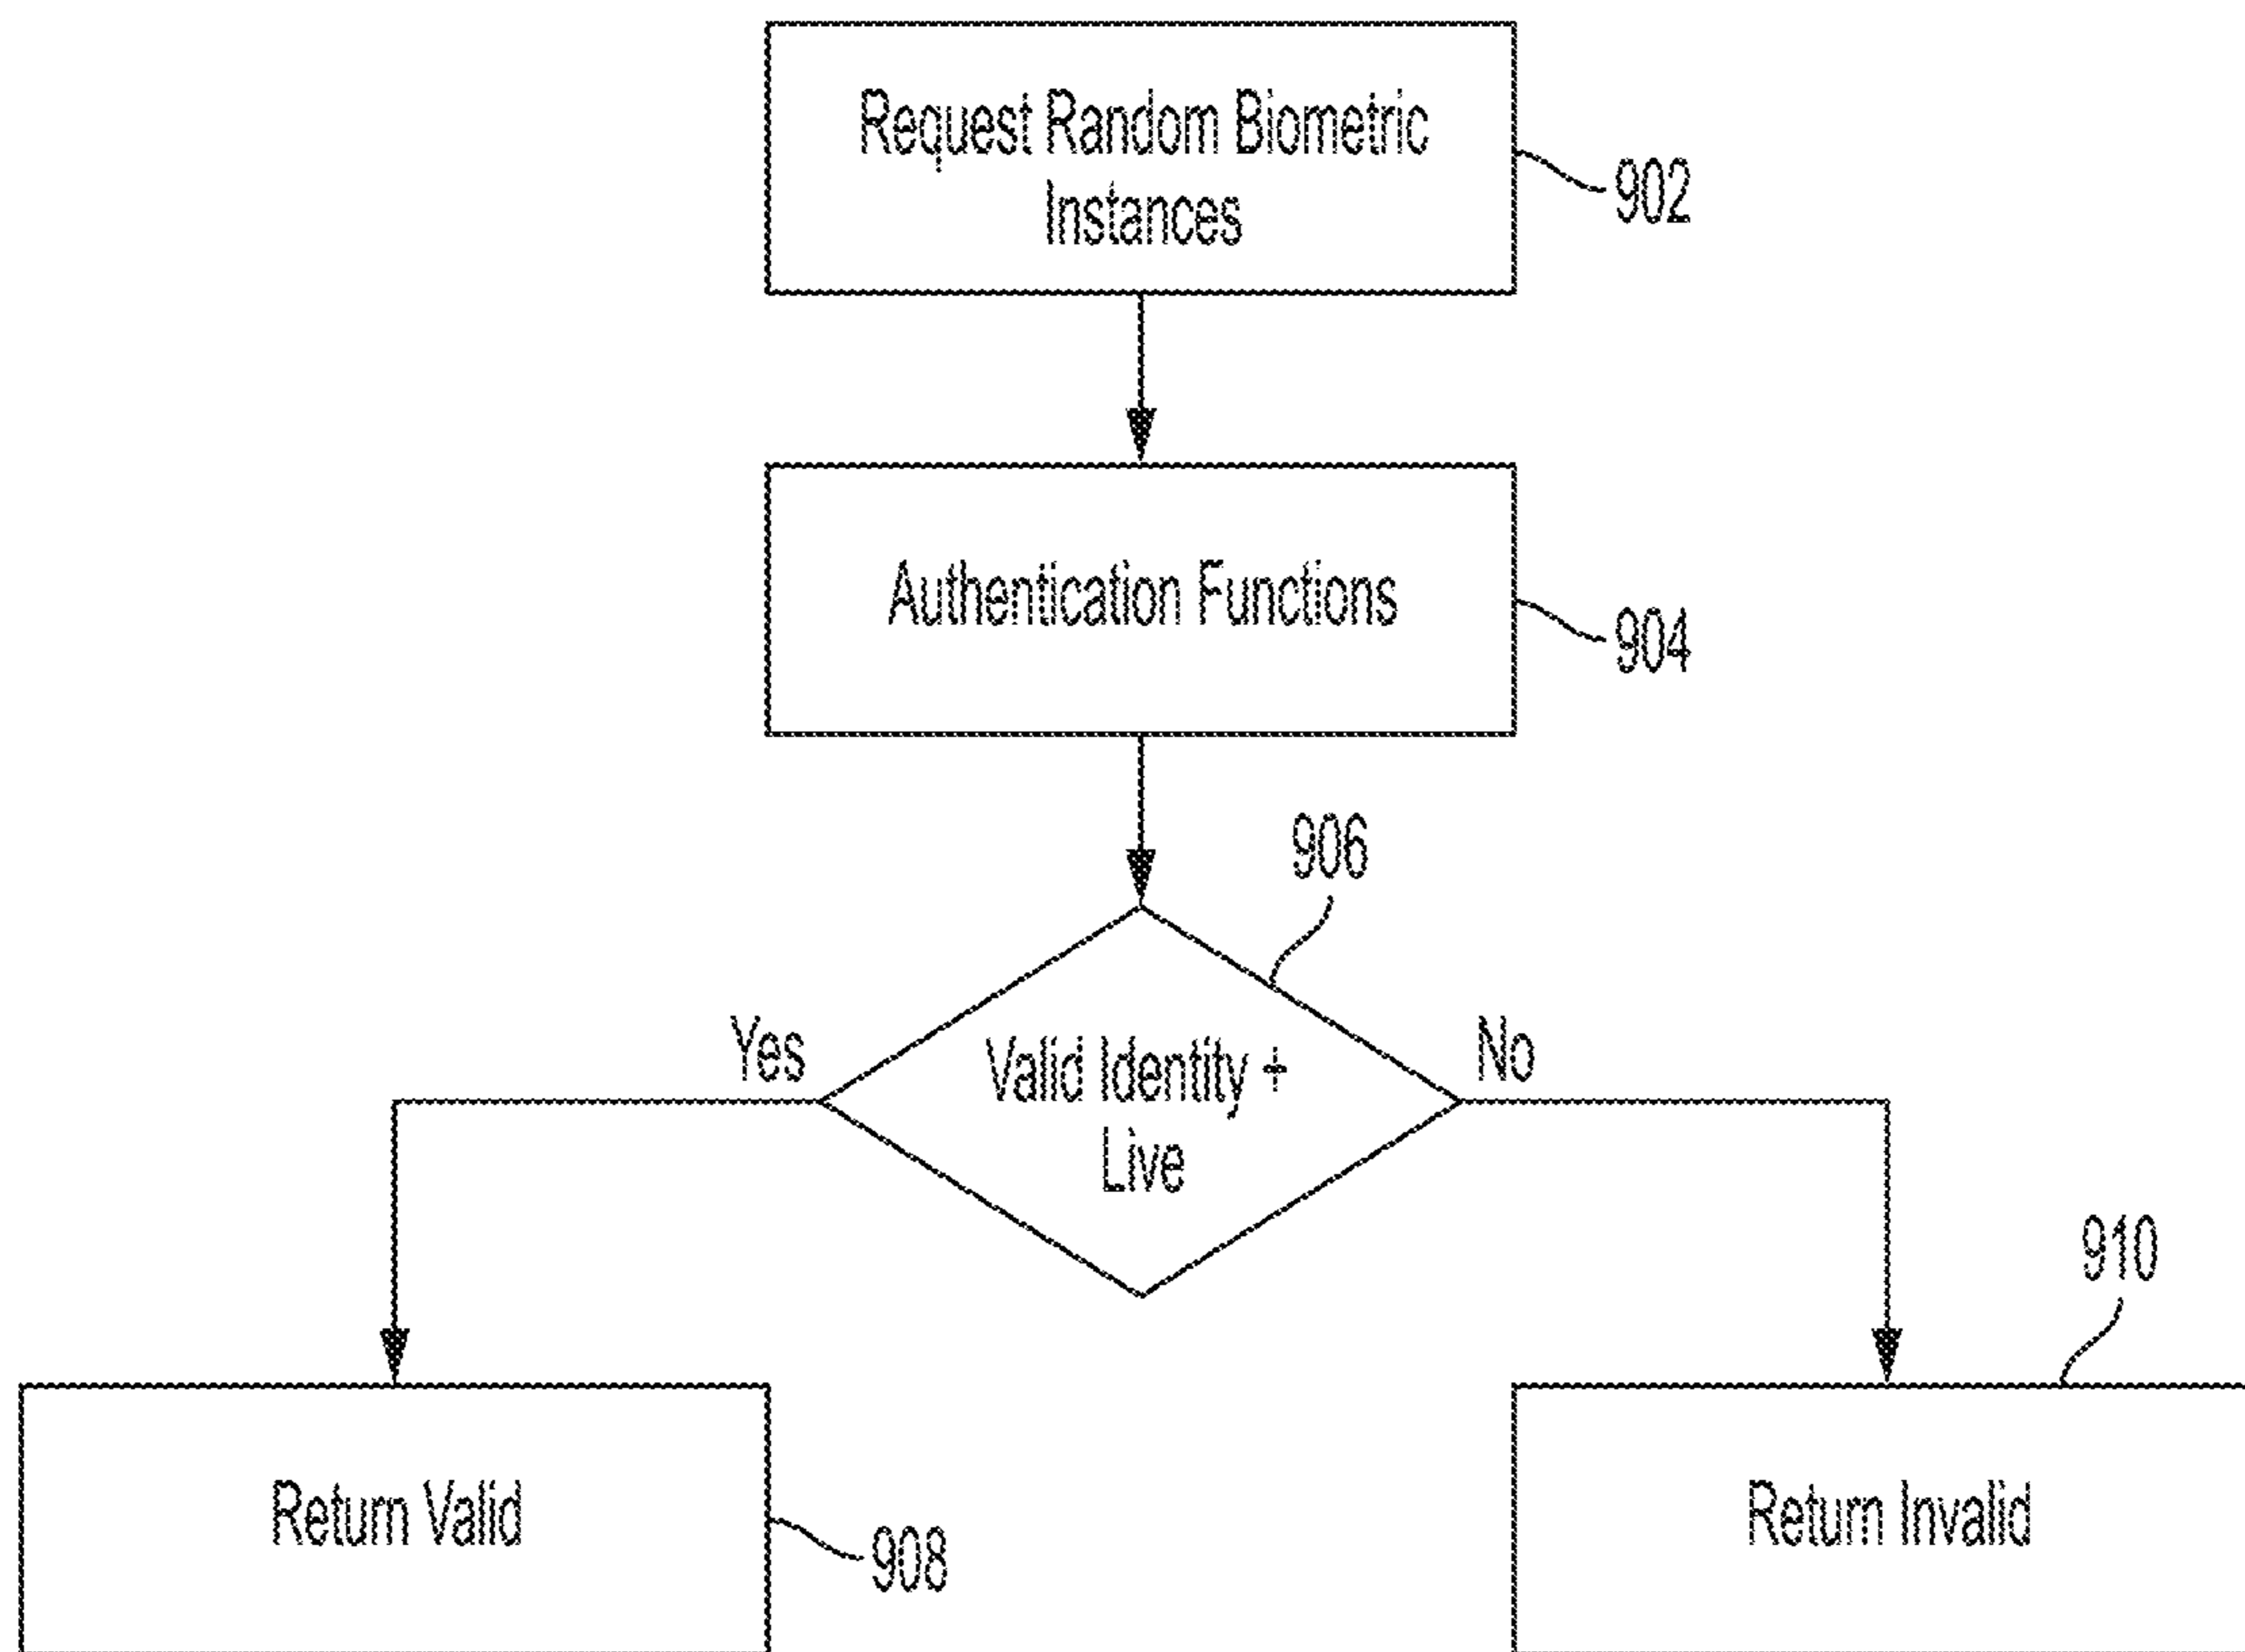 Request Random Biometric
Instances
902
Authentication Functions
904
906
Yes
No
Valid Identity +
Live
910
Return Valid
908
Return Invalid